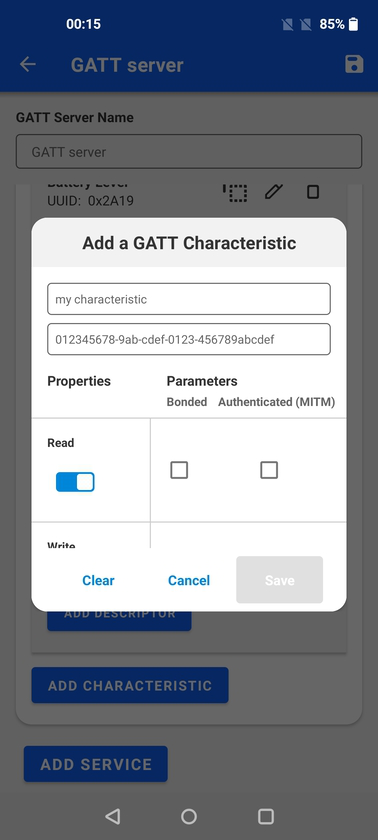 00:15
85%
GATT server
GATT Server Name
GATT server
Battery Level
UUID: 0x2A19
Add a GATT Characteristic
my characteristic
012345678-9ab-cdef-0123-456789abcdef
Properties Parameters
Bonded Authenticated (MITM)
Read
Write
Clear Cancel Save
ADD DESCRIPTOR
ADD CHARACTERISTIC
ADD SERVICE